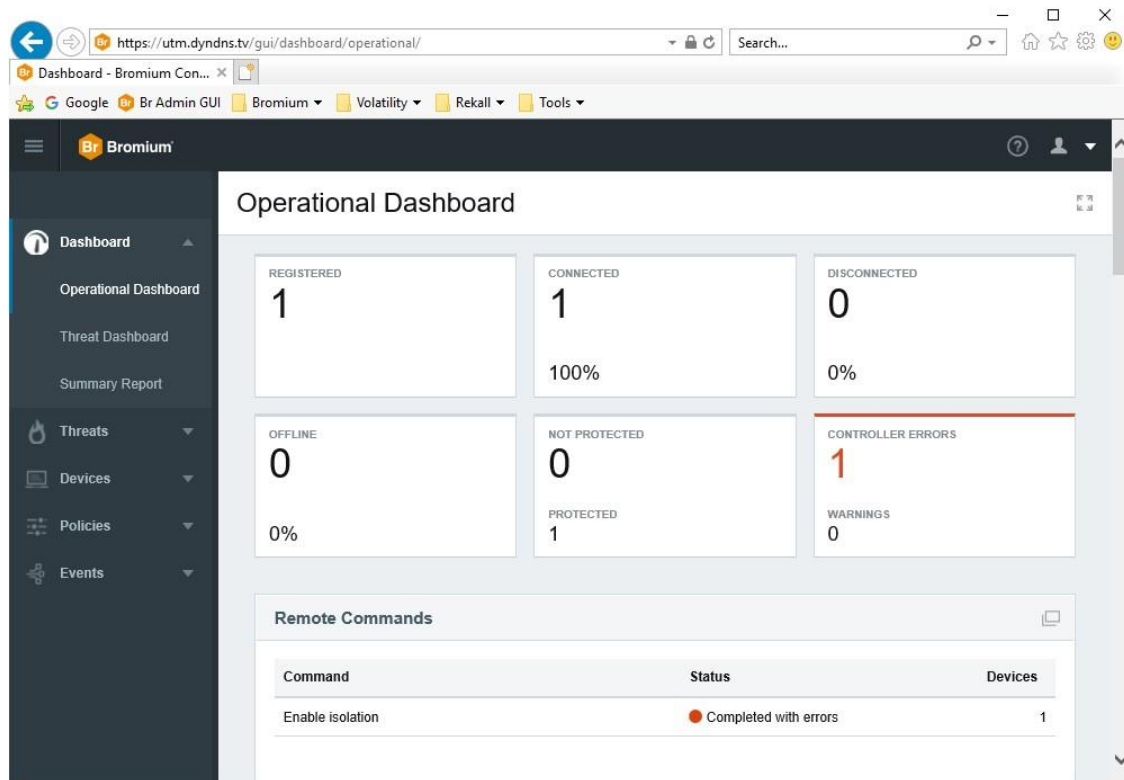 https://utm.dyndns.tv/gui/dashboard/operational/
Search...
Dashboard - Bromium Con...
Google Br Admin GUI Bromium Volatility Rekall Tools
Br Bromium
Operational Dashboard
Dashboard
Operational Dashboard
Threat Dashboard
Summary Report
Threats
Devices
Policies
Events
REGISTERED CONNECTED DISCONNECTED
1 1 0
100% 0%
OFFLINE NOT PROTECTED CONTROLLER ERRORS
0 0 1
PROTECTED WARNINGS
0% 1 0
Remote Commands
Command Status Devices
Enable isolation Completed with errors 1